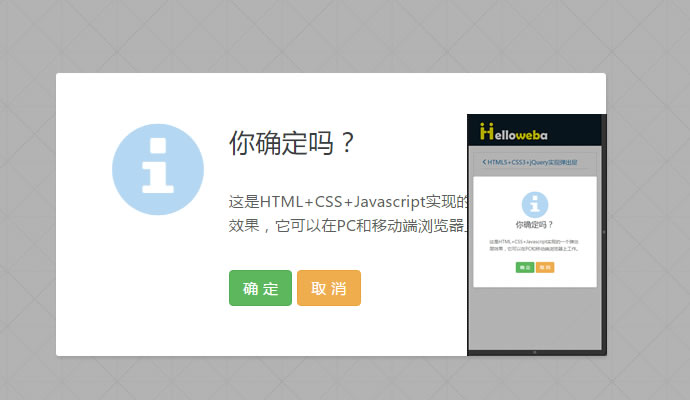 你确定吗？
这是HTML+CSS+Javascript实现的
效果，它可以在PC和移动端浏览器上
确 定 取 消
Helloweba
HTML5+CSS3+jQuery实现弹出层
你确定吗？
这是HTML+CSS+Javascript实现的一个弹出
层效果，它可以在PC和移动端浏览器上工作。
确 定 取 消